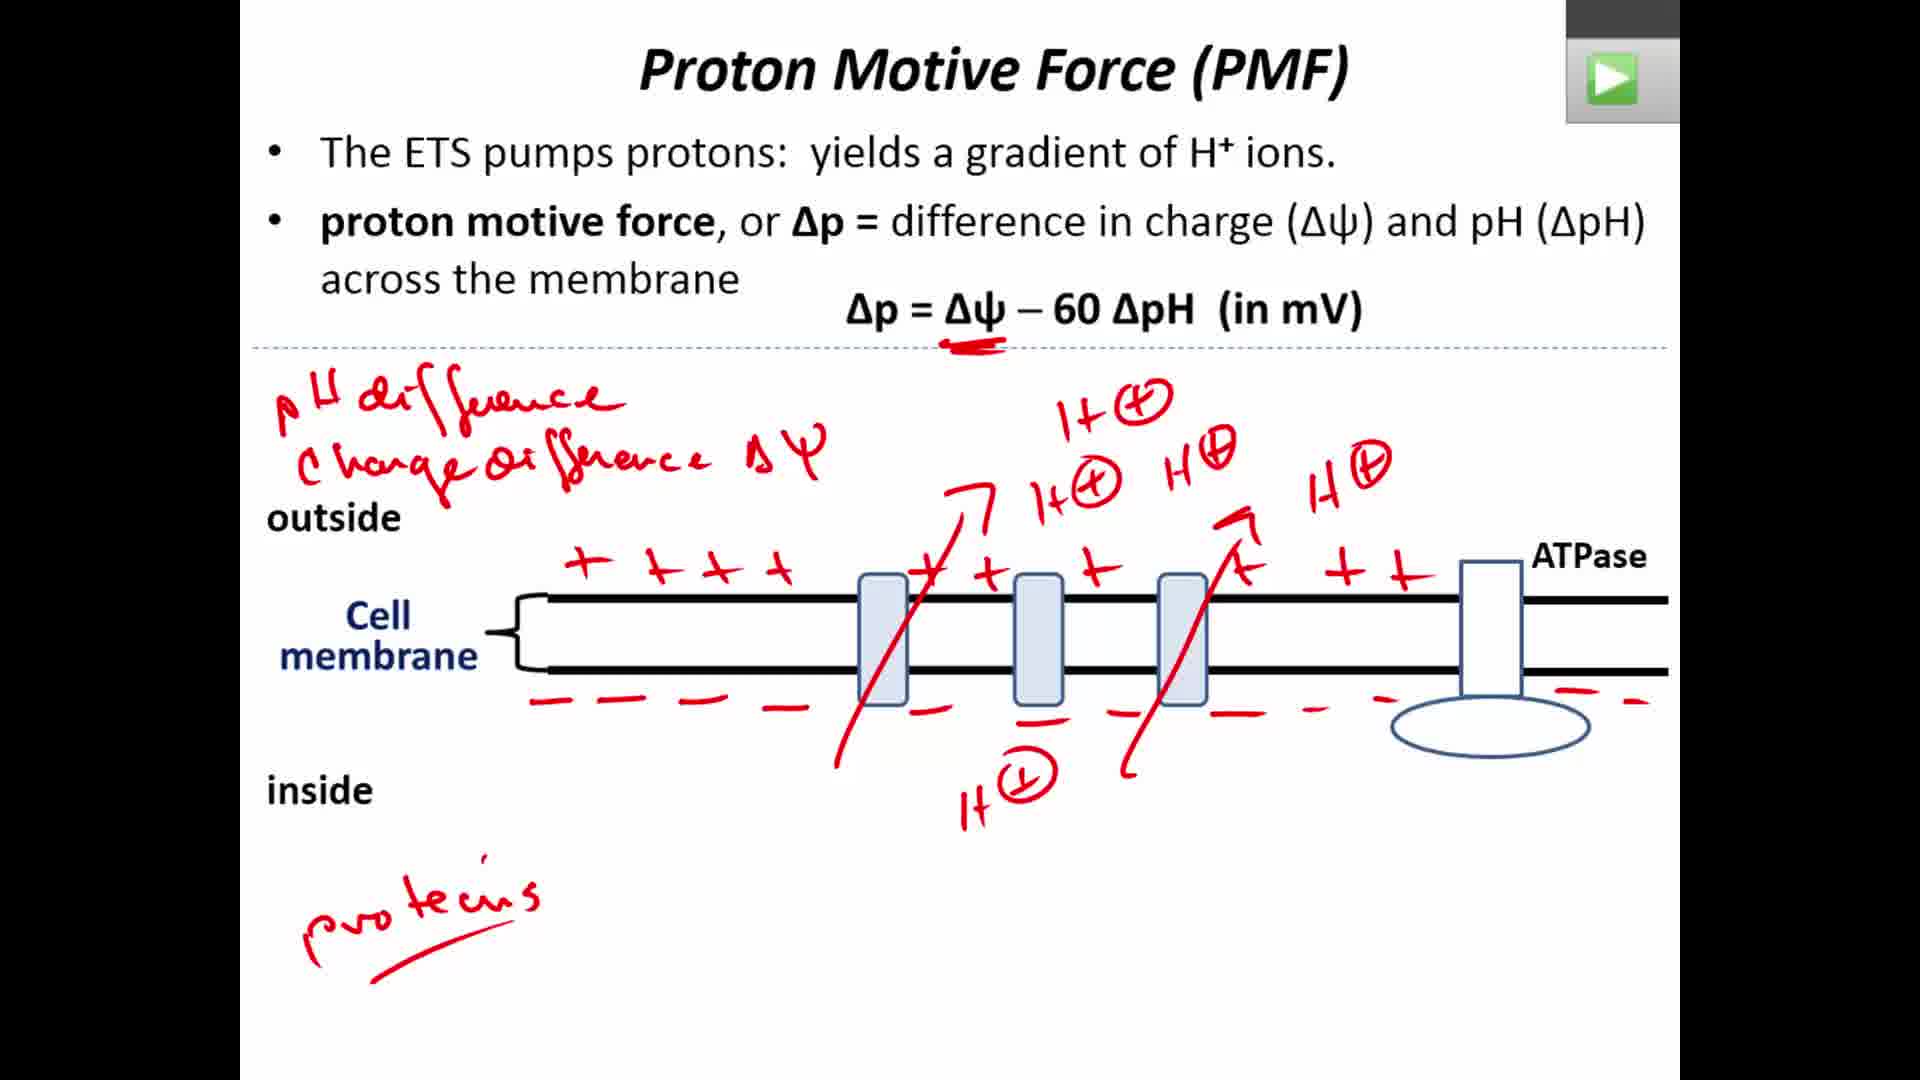 Proton Motive Force (PMF)
• The ETS pumps protons: yields a gradient of H⁺ ions.
• proton motive force, or Δp = difference in charge (Δψ) and pH (ΔpH)
across the membrane
Δp = Δψ – 60 ΔpH (in mV)
pH difference
Charge difference Δψ
H+
H+ H+ H+
outside
+ + + + + + + + + +
ATPase
Cell
membrane
− − − − − − − − − − − −
H+
inside
proteins